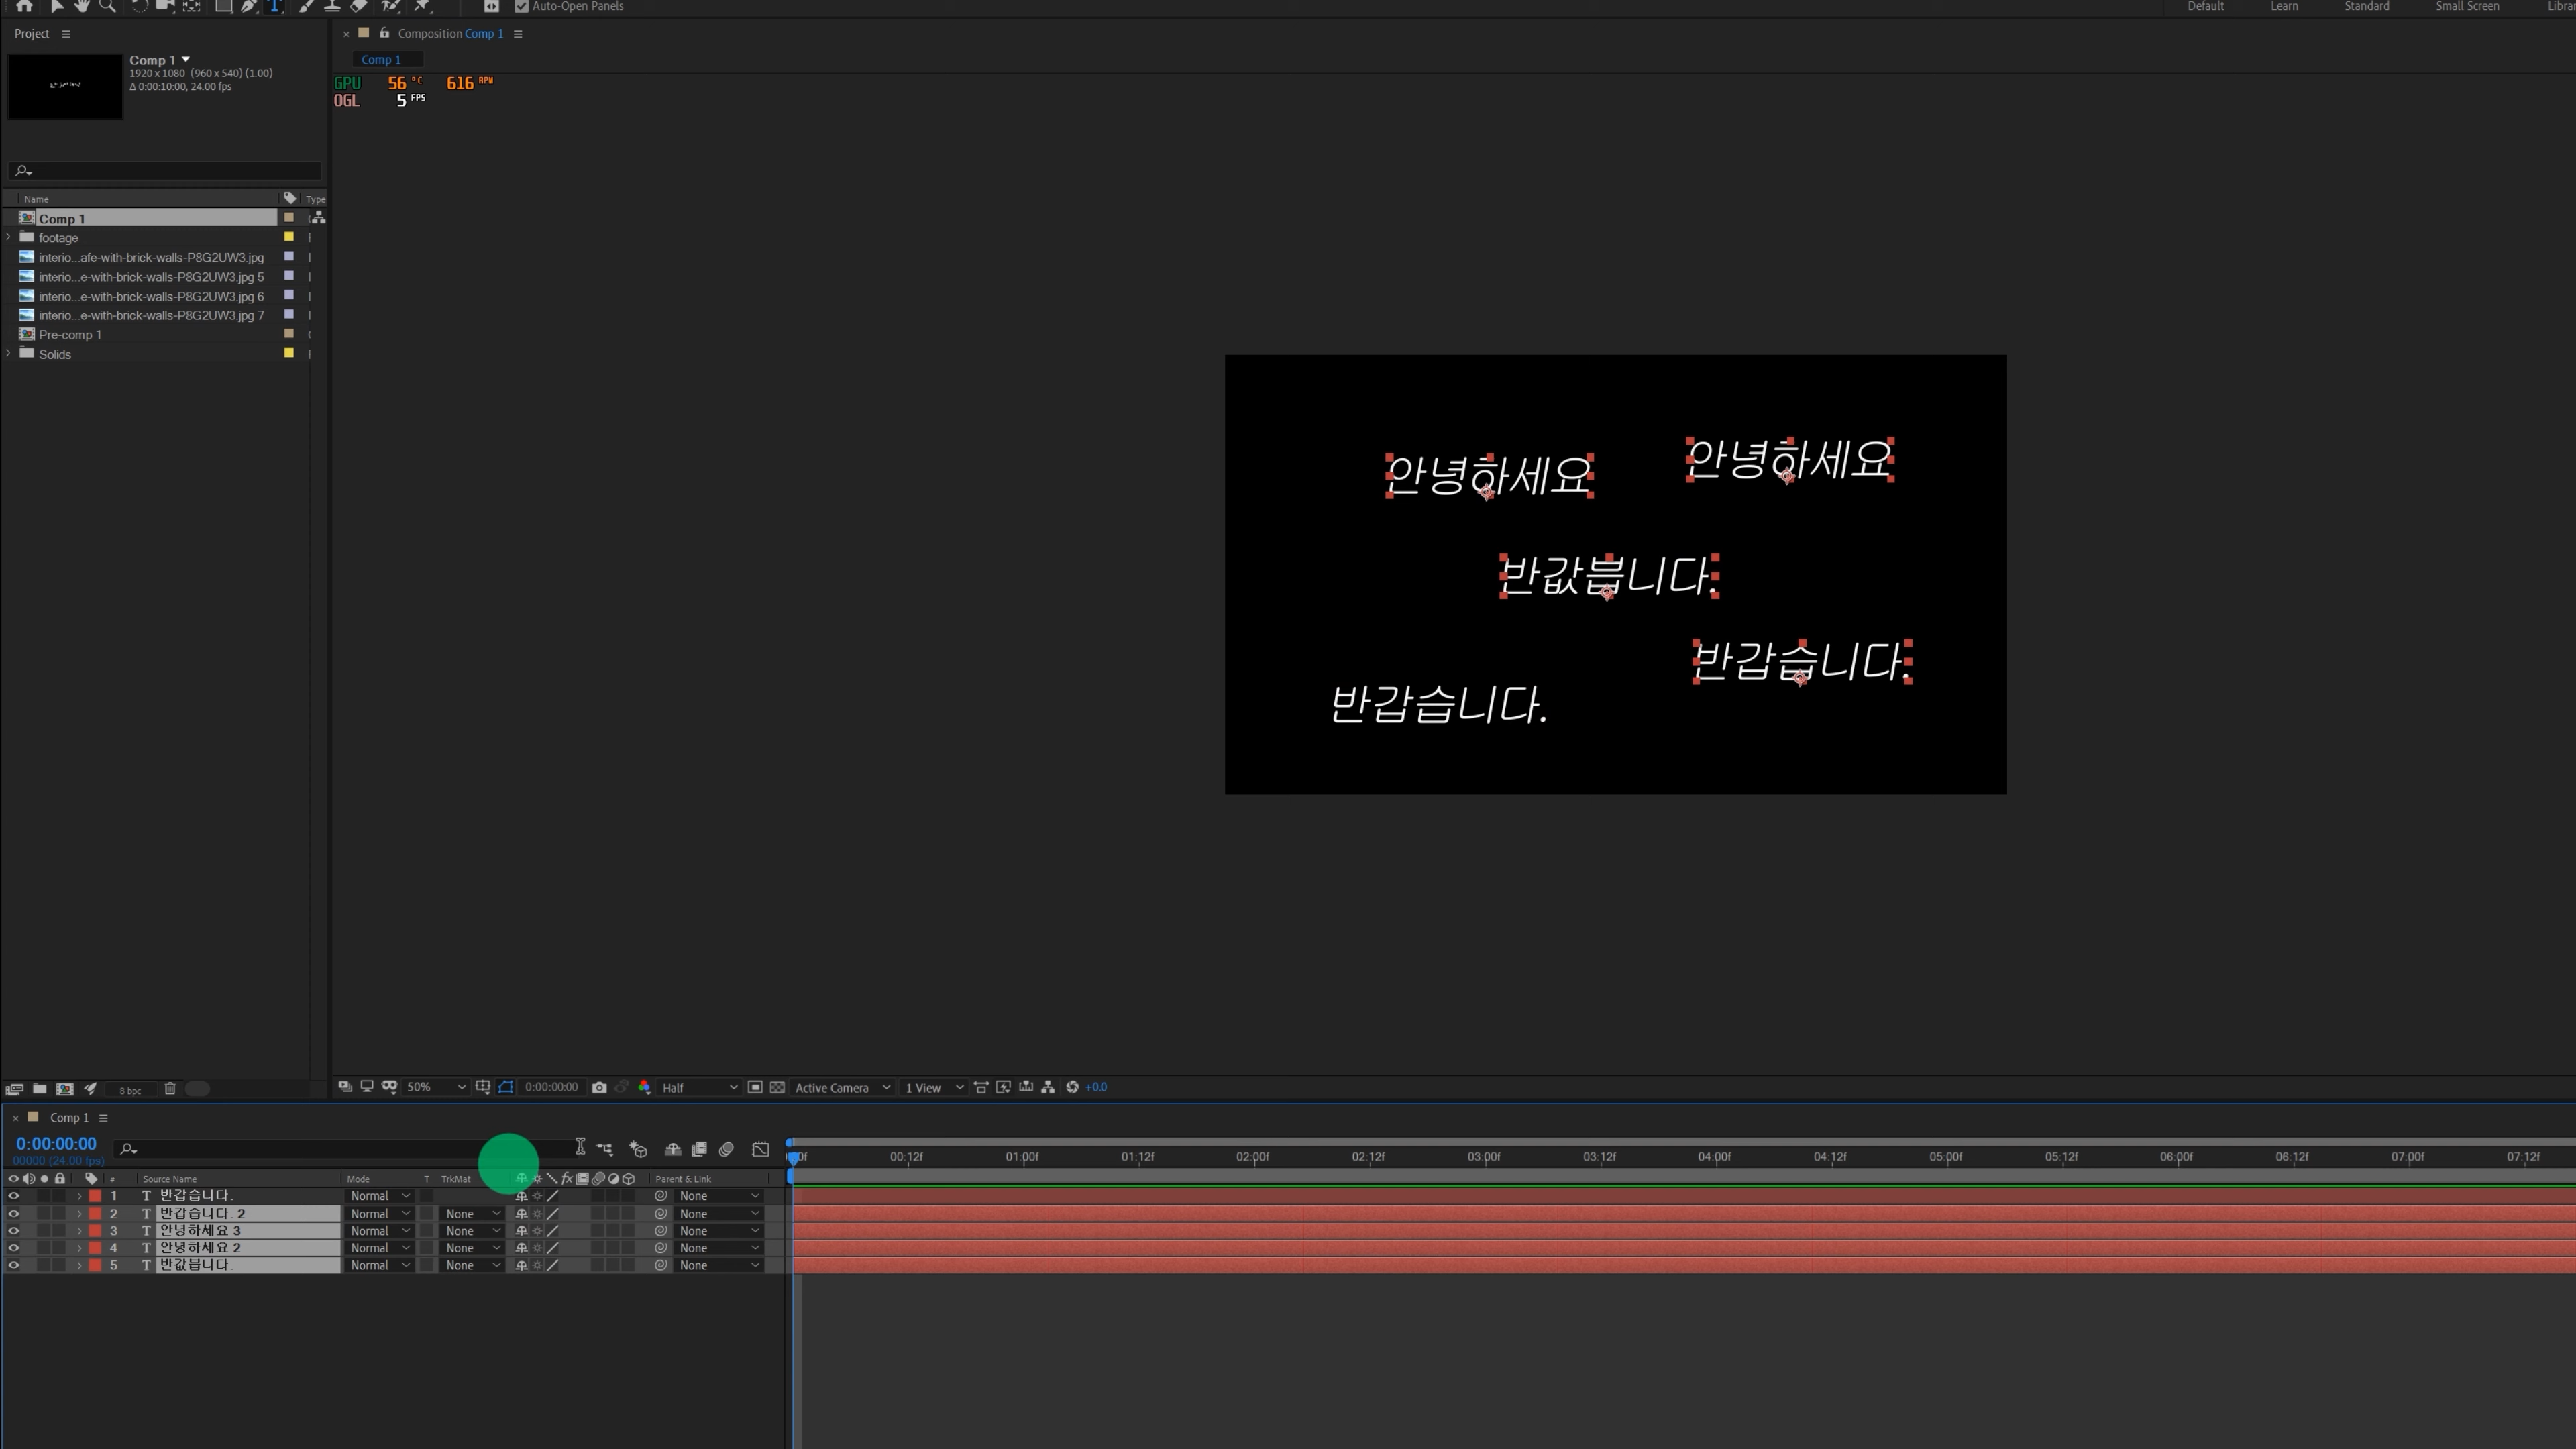 Auto-Open Panels
Default
Learn
Standard
Small Screen
Project
Comp 1
1920 x 1080 (960 x 540) (1.00)
Δ 0:00:10:00, 24.00 fps
Name
Type
Comp 1
footage
interio...afe-with-brick-walls-P8G2UW3.jpg
interio...e-with-brick-walls-P8G2UW3.jpg 5
interio...e-with-brick-walls-P8G2UW3.jpg 6
interio...e-with-brick-walls-P8G2UW3.jpg 7
Pre-comp 1
Solids
8 bpc
Composition Comp 1
Comp 1
GPU 56 °C 616 RPM
OGL 5 FPS
안녕하세요
안녕하세요
반값븝니다.
반갑습니다.
반갑습니다.
50%
0:00:00:00
Half
Active Camera
1 View
+0.0
Comp 1
0:00:00:00
00000 (24.00 fps)
00:12f 01:00f 01:12f 02:00f 02:12f 03:00f 03:12f 04:00f 04:12f 05:00f 05:12f 06:00f 06:12f 07:00f 07:12f
# Source Name Mode T TrkMat Parent & Link
1 T 반갑습니다. Normal None
2 T 반갑습니다. 2 Normal None None
3 T 안녕하세요 3 Normal None None
4 T 안녕하세요 2 Normal None None
5 T 반값븝니다. Normal None None